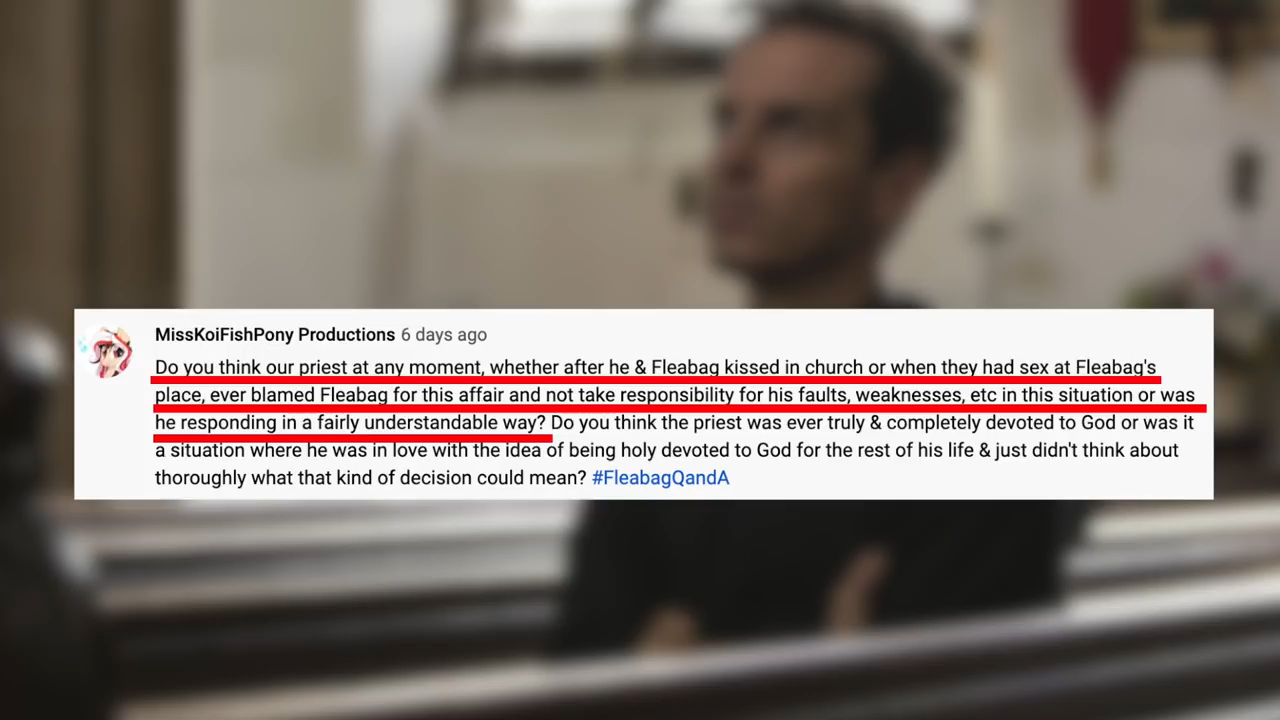 MissKoiFishPony Productions 6 days ago
Do you think our priest at any moment, whether after he & Fleabag kissed in church or when they had sex at Fleabag's
place, ever blamed Fleabag for this affair and not take responsibility for his faults, weaknesses, etc in this situation or was
he responding in a fairly understandable way? Do you think the priest was ever truly & completely devoted to God or was it
a situation where he was in love with the idea of being holy devoted to God for the rest of his life & just didn't think about
thoroughly what that kind of decision could mean? #FleabagQandA